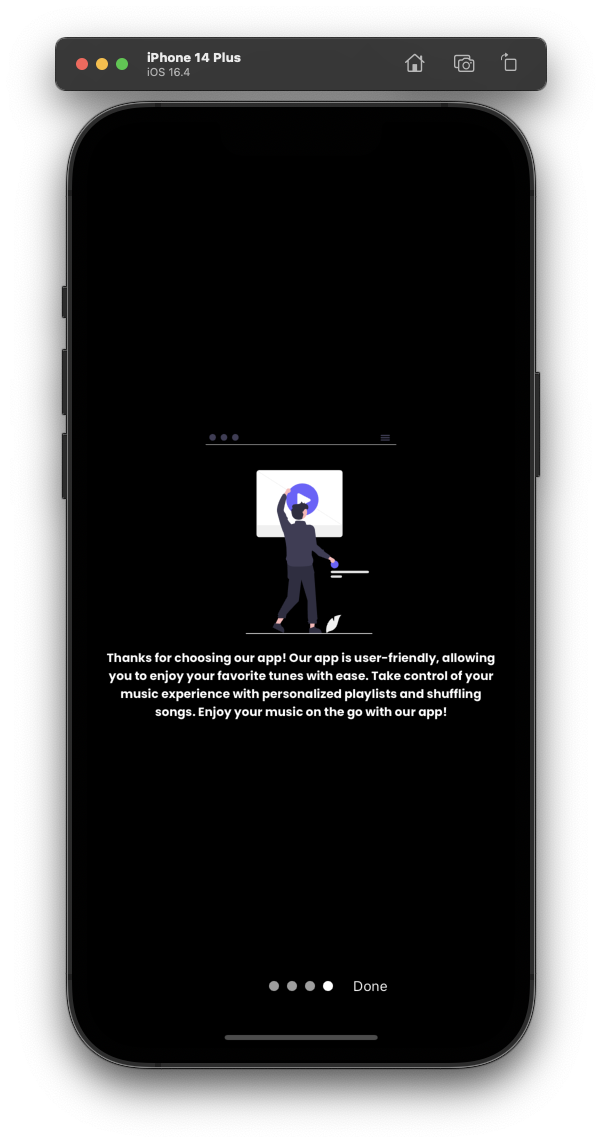 iPhone 14 Plus
iOS 16.4
Thanks for choosing our app! Our app is user-friendly, allowing
you to enjoy your favorite tunes with ease. Take control of your
music experience with personalized playlists and shuffling
songs. Enjoy your music on the go with our app!
Done